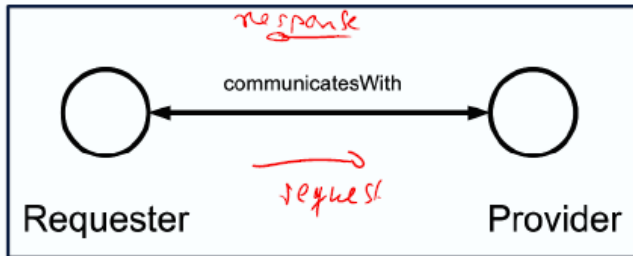 response
communicatesWith
request
Requester
Provider